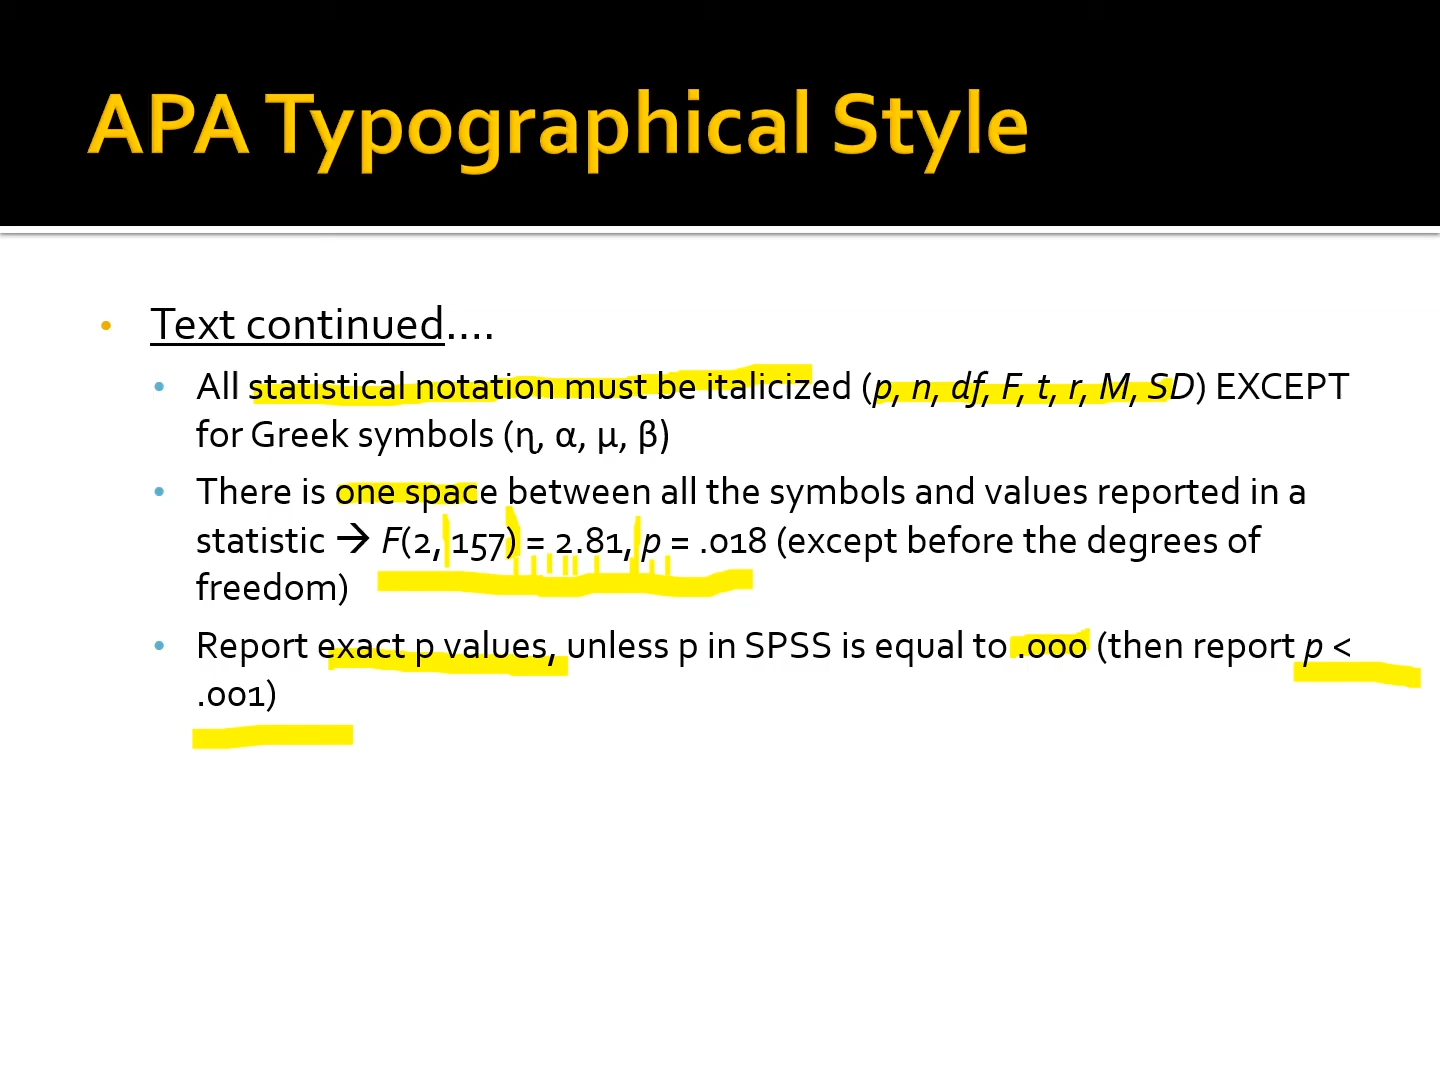 APA Typographical Style
• Text continued....
• All statistical notation must be italicized (p, n, df, F, t, r, M, SD) EXCEPT
for Greek symbols (ɳ, α, μ, β)
• There is one space between all the symbols and values reported in a
statistic → F(2, 157) = 2.81, p = .018 (except before the degrees of
freedom)
• Report exact p values, unless p in SPSS is equal to .000 (then report p <
.001)